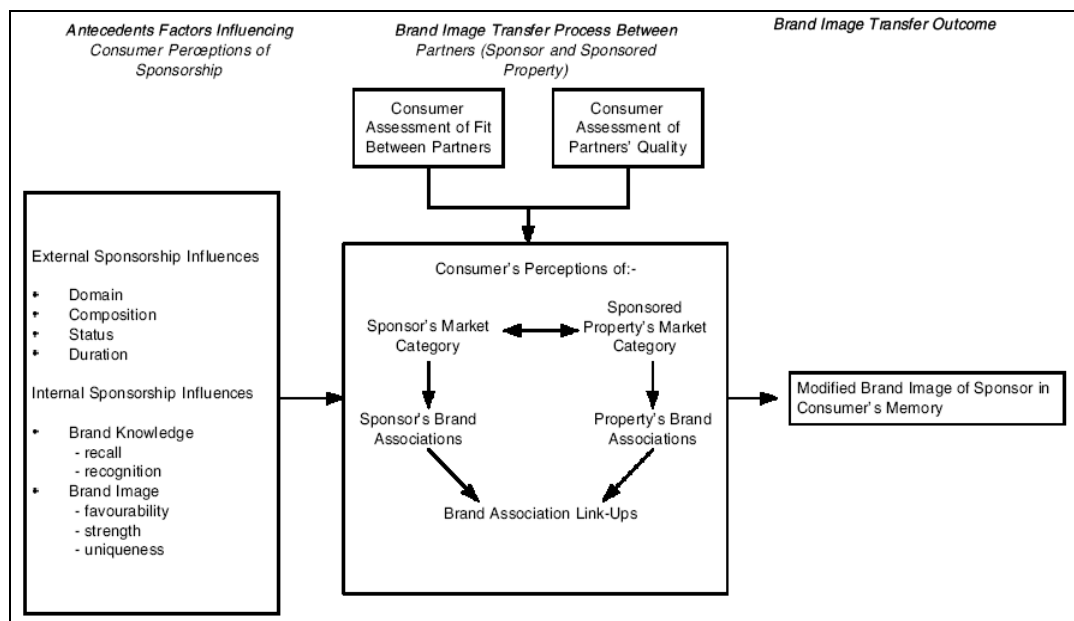 Antecedents Factors Influencing
Consumer Perceptions of
Sponsorship
Brand Image Transfer Process Between
Partners (Sponsor and Sponsored
Property)
Brand Image Transfer Outcome
Consumer
Assessment of Fit
Between Partners
Consumer
Assessment of
Partners' Quality
External Sponsorship Influences
• Domain
• Composition
• Status
• Duration
Internal Sponsorship Influences
• Brand Knowledge
- recall
- recognition
• Brand Image
- favourability
- strength
- uniqueness
Consumer's Perceptions of:-
Sponsor's Market
Category
Sponsored
Property's Market
Category
Sponsor's Brand
Associations
Property's Brand
Associations
Brand Association Link-Ups
Modified Brand Image of Sponsor in
Consumer's Memory